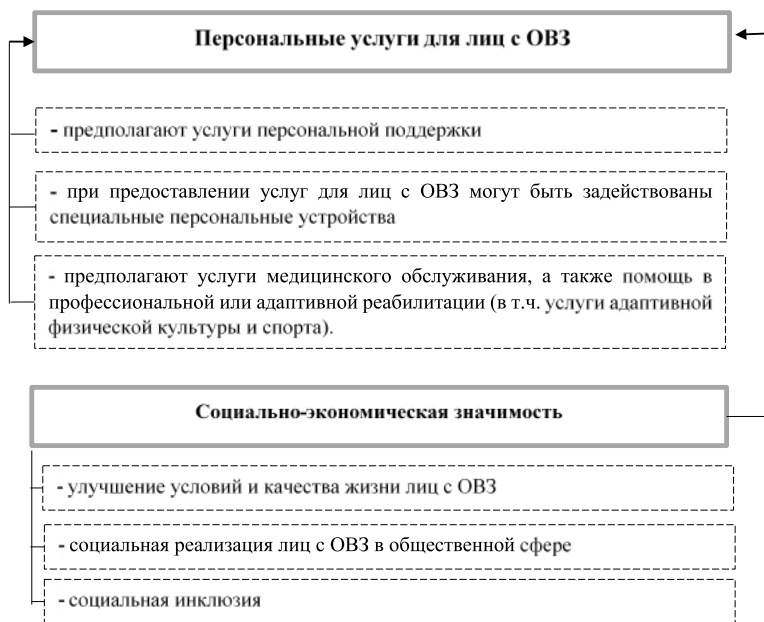 Персональные услуги для лиц с ОВЗ
- предполагают услуги персональной поддержки
- при предоставлении услуг для лиц с ОВЗ могут быть задействованы
специальные персональные устройства
- предполагают услуги медицинского обслуживания, а также помощь в
профессиональной или адаптивной реабилитации (в т.ч. услуги адаптивной
физической культуры и спорта).
Социально-экономическая значимость
- улучшение условий и качества жизни лиц с ОВЗ
- социальная реализация лиц с ОВЗ в общественной сфере
- социальная инклюзия